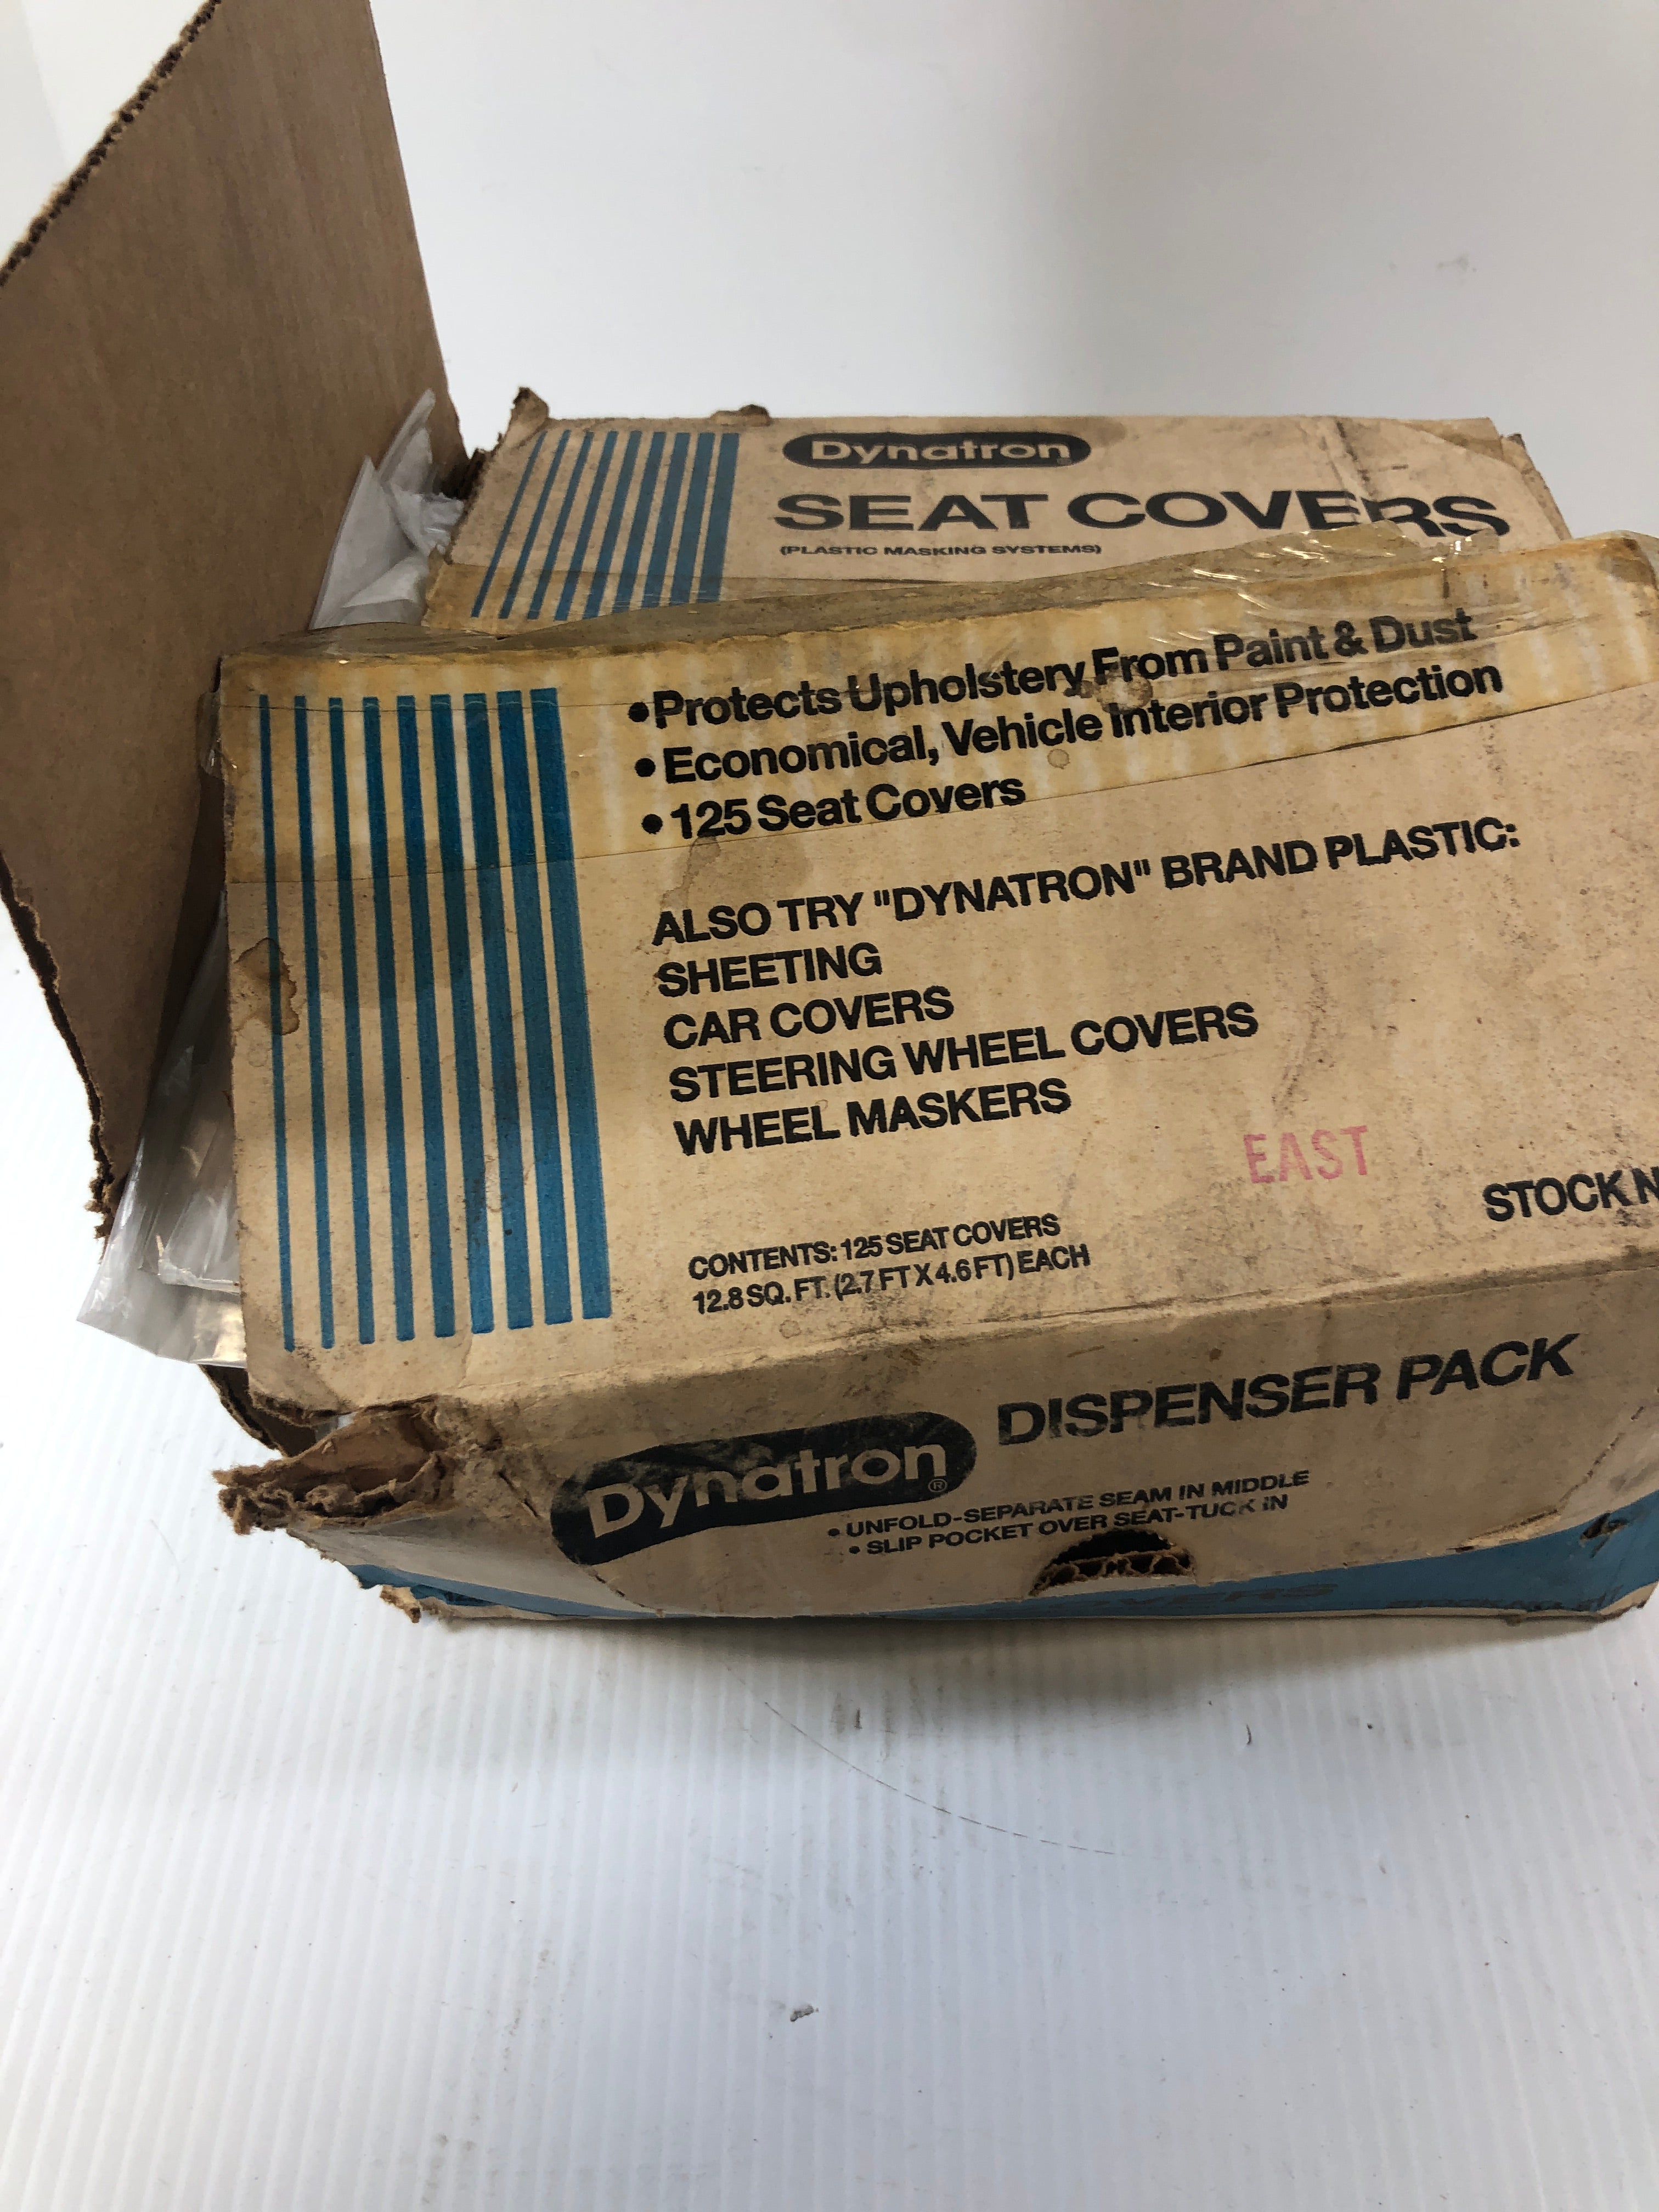 Dynatron
SEAT COVERS
(PLASTIC MASKING SYSTEMS)
•Protects Upholstery From Paint & Dust
•Economical, Vehicle Interior Protection
•125 Seat Covers
ALSO TRY "DYNATRON" BRAND PLASTIC:
SHEETING
CAR COVERS
STEERING WHEEL COVERS
WHEEL MASKERS
EAST
STOCK N
CONTENTS: 125 SEAT COVERS
12.8 SQ. FT. (2.7 FT X 4.6 FT) EACH
Dynatron®
DISPENSER PACK
• UNFOLD-SEPARATE SEAM IN MIDDLE
• SLIP POCKET OVER SEAT-TUCK IN